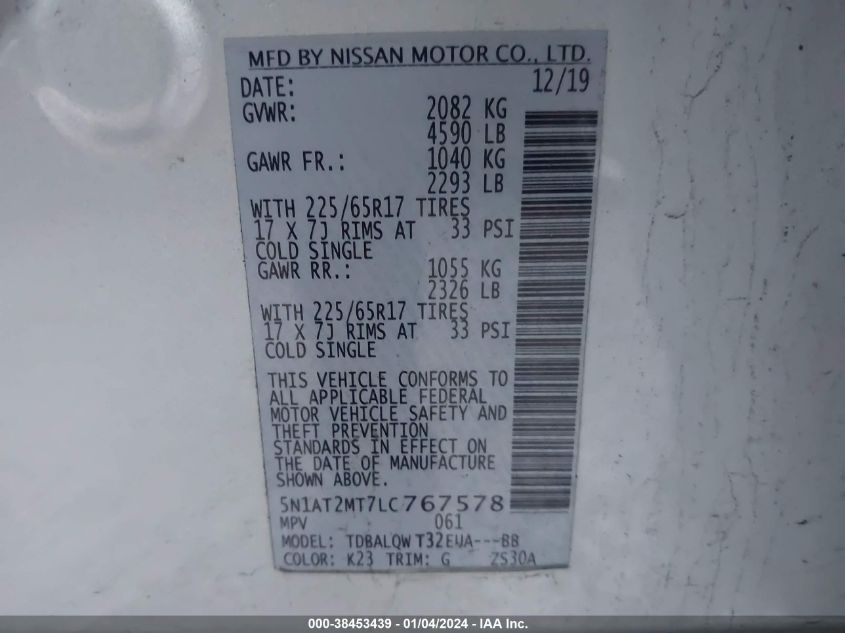 MFD BY NISSAN MOTOR CO., LTD.
DATE: 12/19
GVWR: 2082 KG
4590 LB
GAWR FR.: 1040 KG
2293 LB
WITH 225/65R17 TIRES
17 X 7J RIMS AT 33 PSI
COLD SINGLE
GAWR RR.: 1055 KG
2326 LB
WITH 225/65R17 TIRES
17 X 7J RIMS AT 33 PSI
COLD SINGLE
THIS VEHICLE CONFORMS TO
ALL APPLICABLE FEDERAL
MOTOR VEHICLE SAFETY AND
THEFT PREVENTION
STANDARDS IN EFFECT ON
THE DATE OF MANUFACTURE
SHOWN ABOVE.
5N1AT2MT7LC767578
MPV 061
MODEL: TDBALQW T32EUA---BB
COLOR: K23 TRIM: G 2S30A
000-38453439 - 01/04/2024 - IAA Inc.